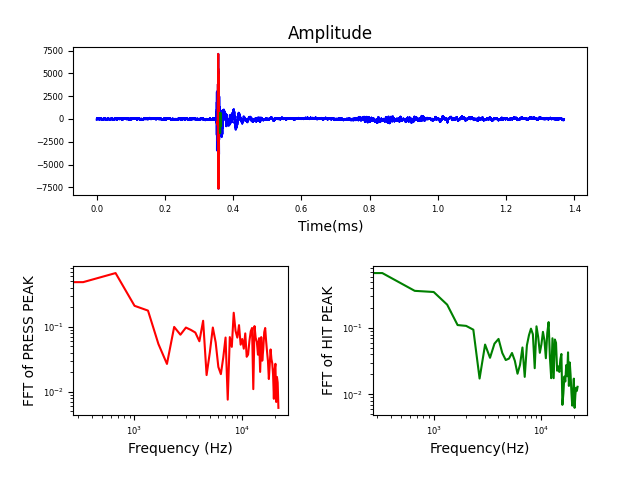 Amplitude
7500
5000
2500
0
−2500
−5000
−7500
0.0 0.2 0.4 0.6 0.8 1.0 1.2 1.4
Time(ms)
FFT of PRESS PEAK
10⁻¹
10⁻²
10³ 10⁴
Frequency (Hz)
FFT of HIT PEAK
10⁻¹
10⁻²
10³ 10⁴
Frequency(Hz)